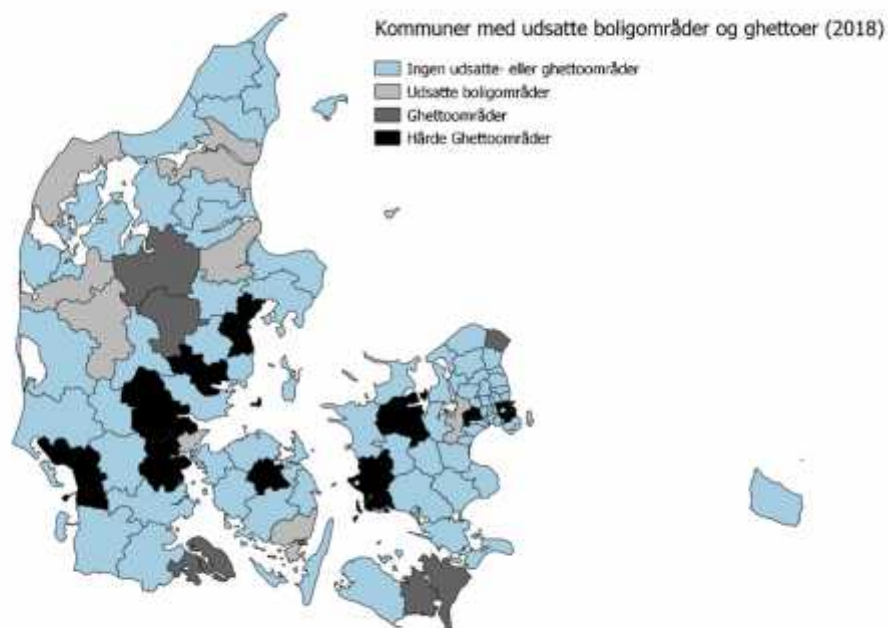 Kommuner med udsatte boligområder og ghettoer (2018)
Ingen udsatte- eller ghettoområder
Udsatte boligområder
Ghettoområder
Hårde Ghettoområder